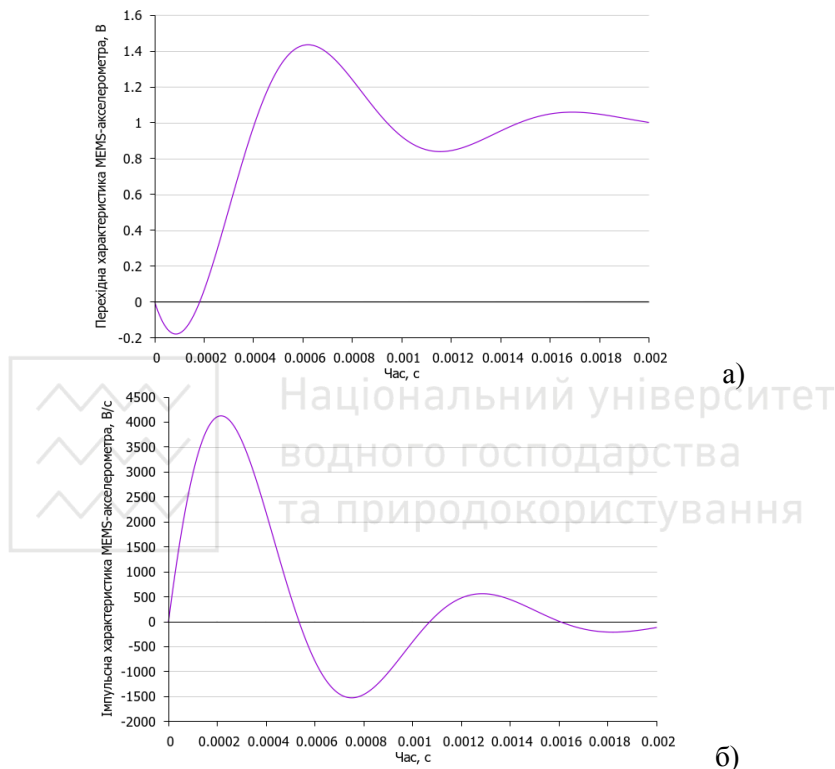 1.6
1.4
1.2
1
0.8
0.6
0.4
0.2
0
-0.2
Перехідна характеристика MEMS-акселерометра, В
0 0.0002 0.0004 0.0006 0.0008 0.001 0.0012 0.0014 0.0016 0.0018 0.002
Час, с
а)
Національний університет
водного господарства
та природокористування
4500
4000
3500
3000
2500
2000
1500
1000
500
0
-500
-1000
-1500
-2000
Імпульсна характеристика MEMS-акселерометра, В/с
0 0.0002 0.0004 0.0006 0.0008 0.001 0.0012 0.0014 0.0016 0.0018 0.002
Час, с
б)